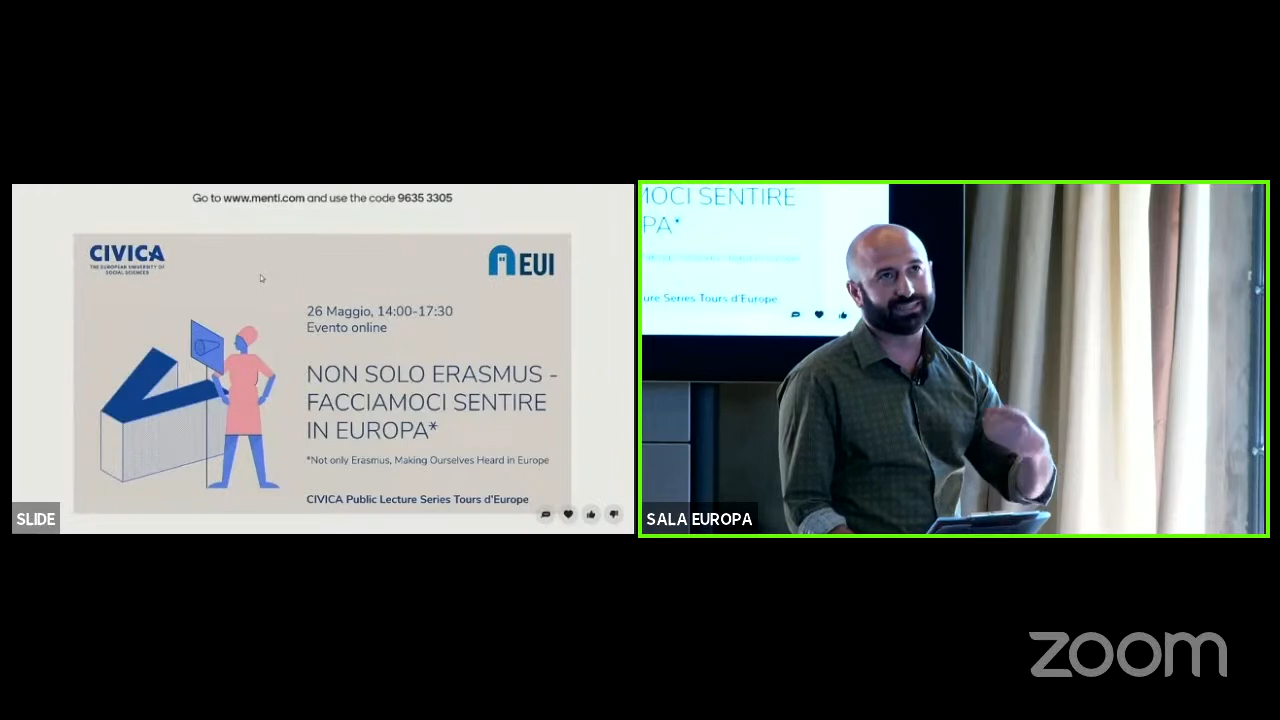 Go to www.menti.com and use the code 9635 3305
CIVICA
THE EUROPEAN UNIVERSITY OF
SOCIAL SCIENCES
EUI
26 Maggio, 14:00-17:30
Evento online
NON SOLO ERASMUS -
FACCIAMOCI SENTIRE
IN EUROPA*
*Not only Erasmus, Making Ourselves Heard in Europe
CIVICA Public Lecture Series Tours d'Europe
SLIDE
MOCI SENTIRE
PA*
ure Series Tours d'Europe
SALA EUROPA
zoom